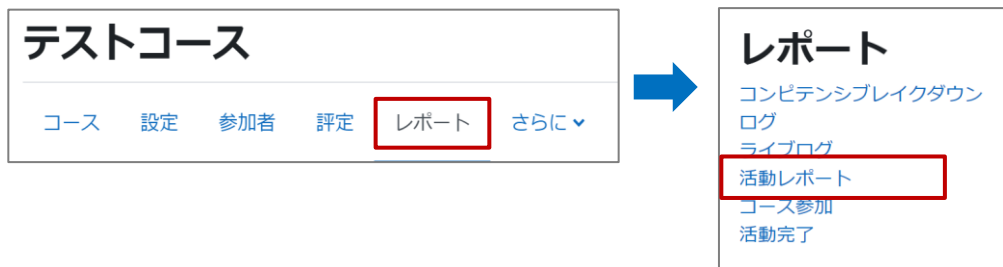 テストコース
コース 設定 参加者 評定 レポート さらに
レポート
コンピテンシブレイクダウン
ログ
ライブログ
活動レポート
コース参加
活動完了